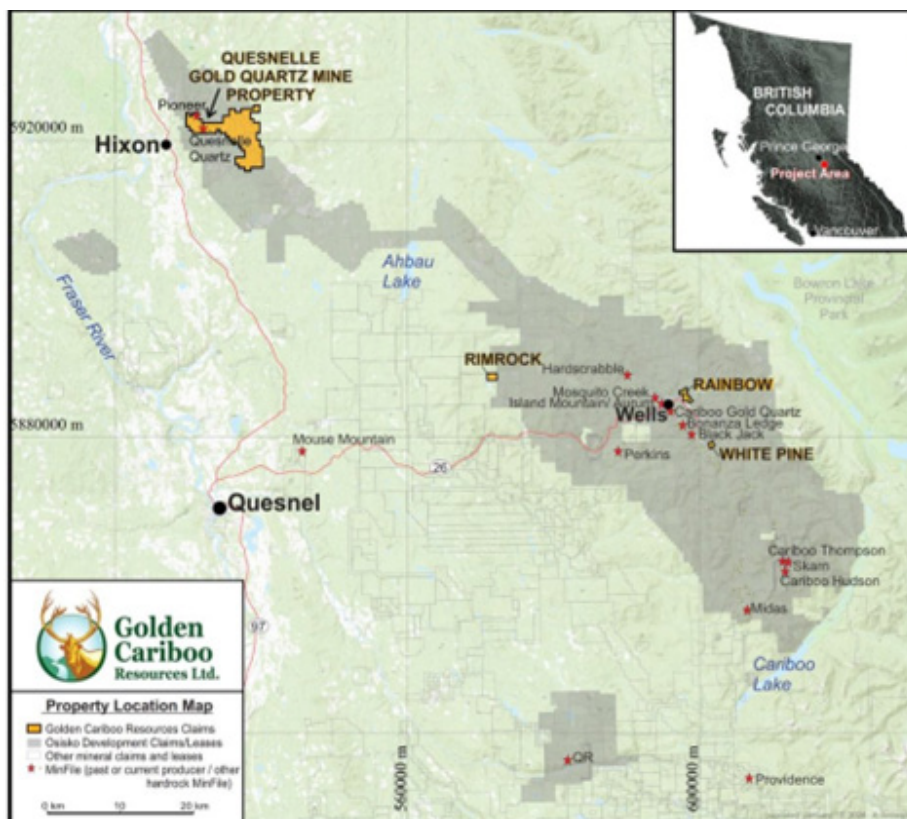 QUESNELLE
GOLD QUARTZ MINE
PROPERTY
Pioneer
5920000 m
Hixon
Quesnelle
Quartz
BRITISH
COLUMBIA
Prince George
Project Area
Vancouver
Ahbau
Lake
Fraser River
Bowron Lake
Provincial
Park
RIMROCK
Hardscrabble
RAINBOW
Mosquito Creek
Island Mountain/ Aurum
Wells
Cariboo Gold Quartz
5880000 m
Bonanza Ledge
Black Jack
Mouse Mountain
WHITE PINE
26
Perkins
Quesnel
Cariboo Thompson
Skarn
Cariboo Hudson
Midas
97
Cariboo
Lake
Golden
Cariboo
Resources Ltd.
Property Location Map
Golden Cariboo Resources Claims
Osisko Development Claims/Leases
Other mineral claims and leases
MinFile (past or current producer / other
hardrock MinFile)
0 km 10 20 km
560000 m
600000 m
QR
Providence